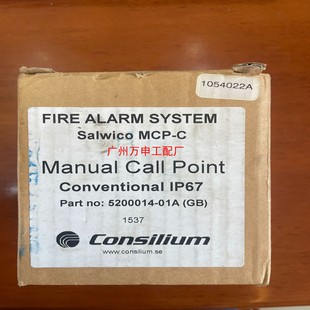 1054022A
FIRE ALARM SYSTEM
Salwico MCP-C
广州万申工配厂
Manual Call Point
Conventional IP67
Part no: 5200014-01A (GB)
1537
Consilium
www.consilium.se